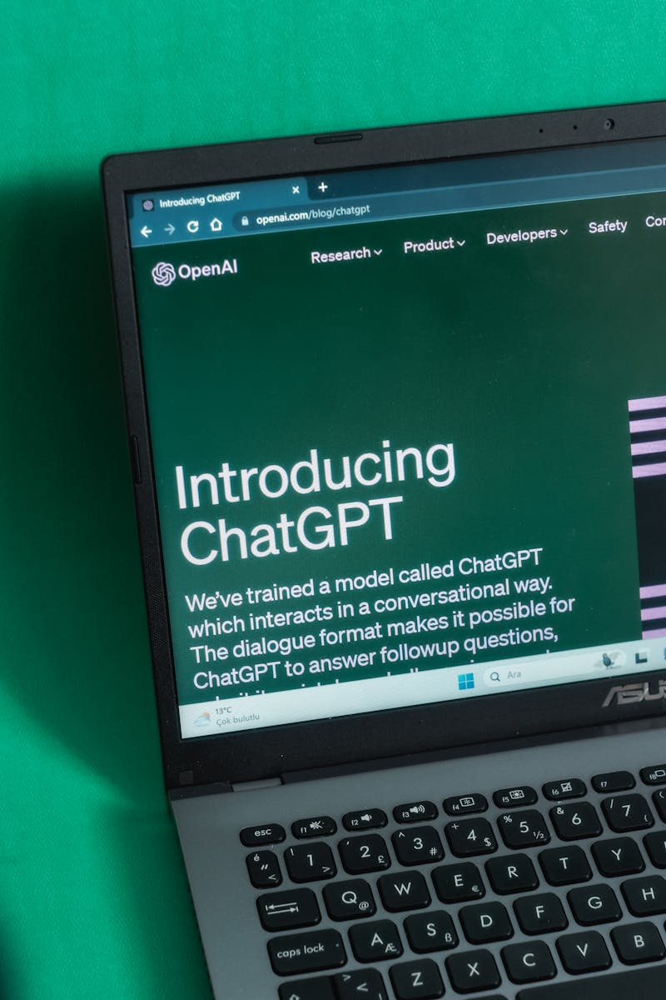 Introducing ChatGPT
openai.com/blog/chatgpt
OpenAI
Research
Product
Developers
Safety
Introducing
ChatGPT
We've trained a model called ChatGPT
which interacts in a conversational way.
The dialogue format makes it possible for
ChatGPT to answer followup questions,
13°C
Çok bulutlu
Ara
ASUS
esc
f1
f2
f3
f4
f5
f6
f7
f8
é " <
! 1 >
' 2 £
^ 3 #
+ 4 $
% 5 ½
& 6
/ 7 {
Q @
W
E €
R
T
Y
caps lock
A Æ
S ß
D
F
G
H
> <
Z
X
C
V
B